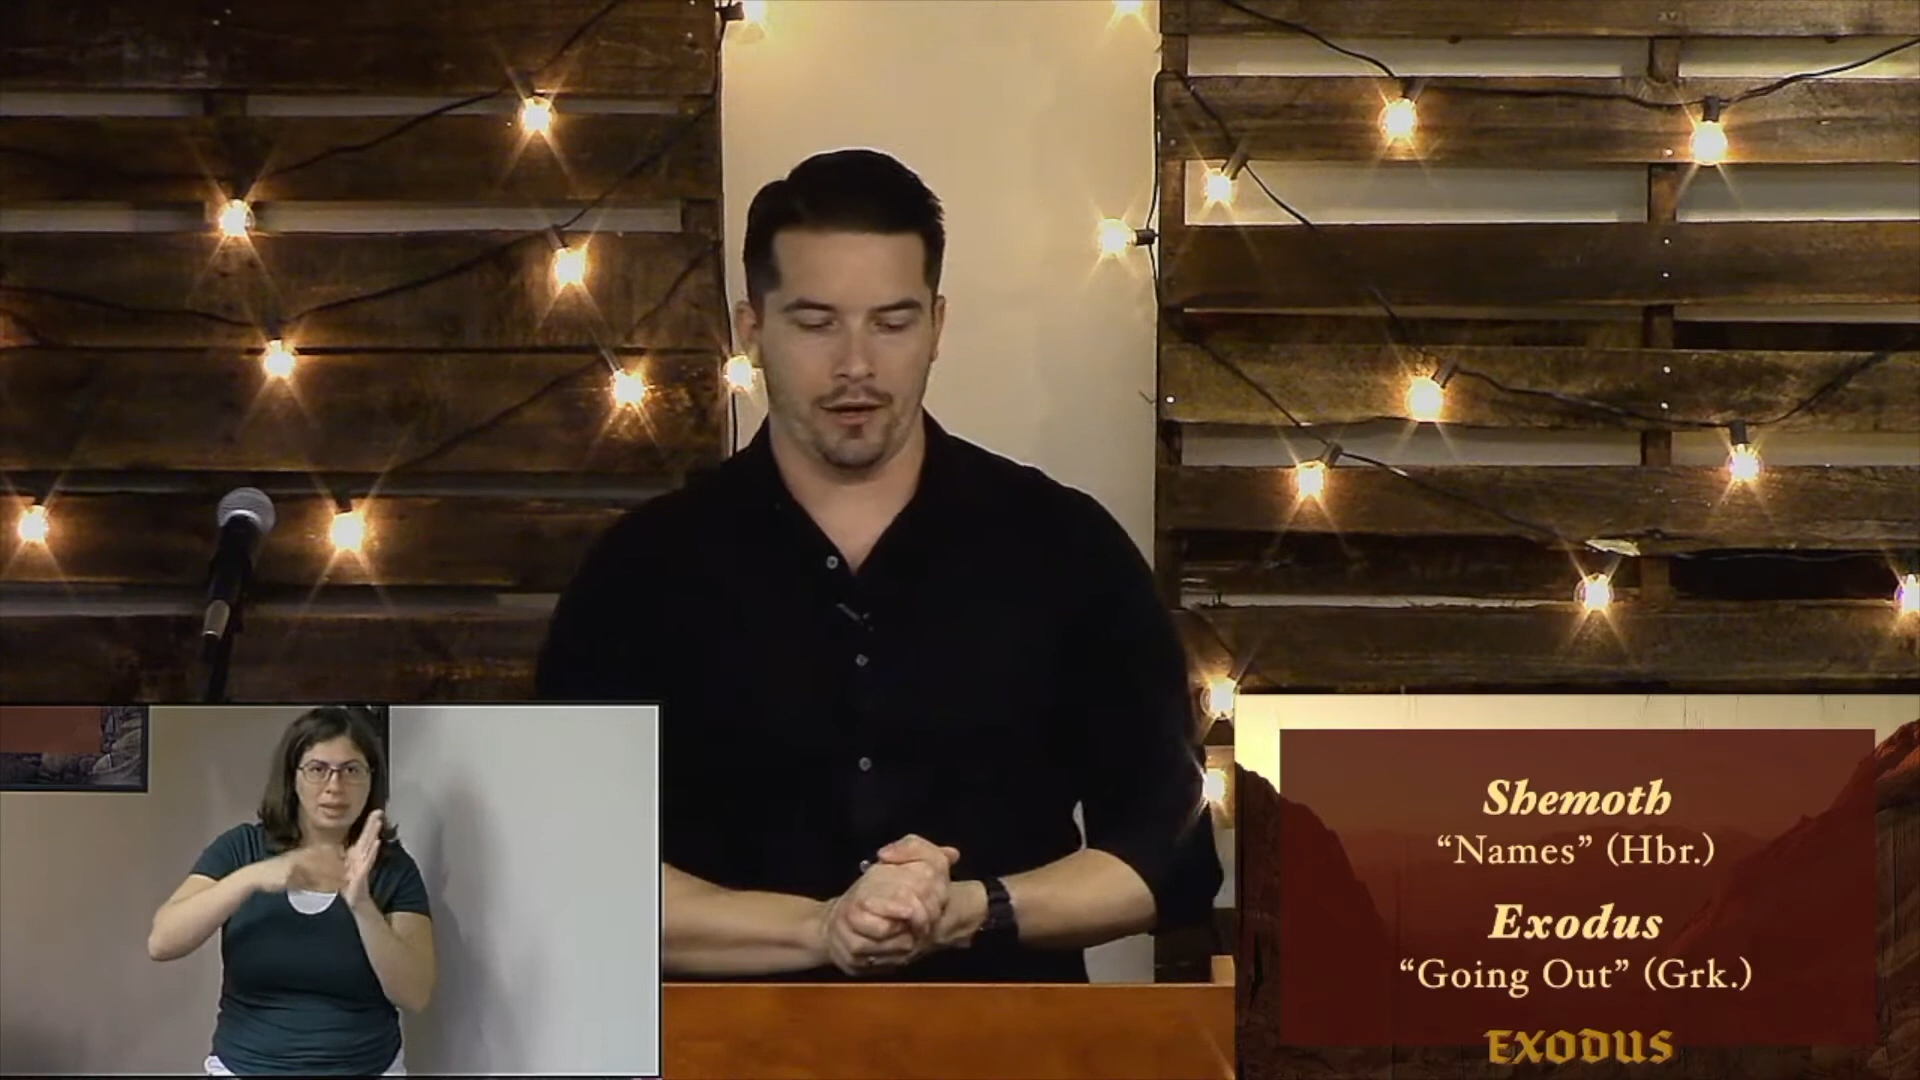 Shemoth
“Names” (Hbr.)
Exodus
“Going Out” (Grk.)
EXODUS